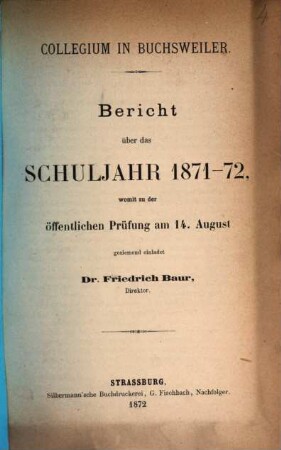 COLLEGIUM IN BUCHSWEILER.
Bericht
über das
SCHULJAHR 1871-72,
womit zu der
öffentlichen Prüfung am 14. August
geziemend einladet
Dr. Friedrich Baur,
Direktor.
STRASSBURG,
Silbermann'sche Buchdruckerei, G. Fischbach, Nachfolger.
1872